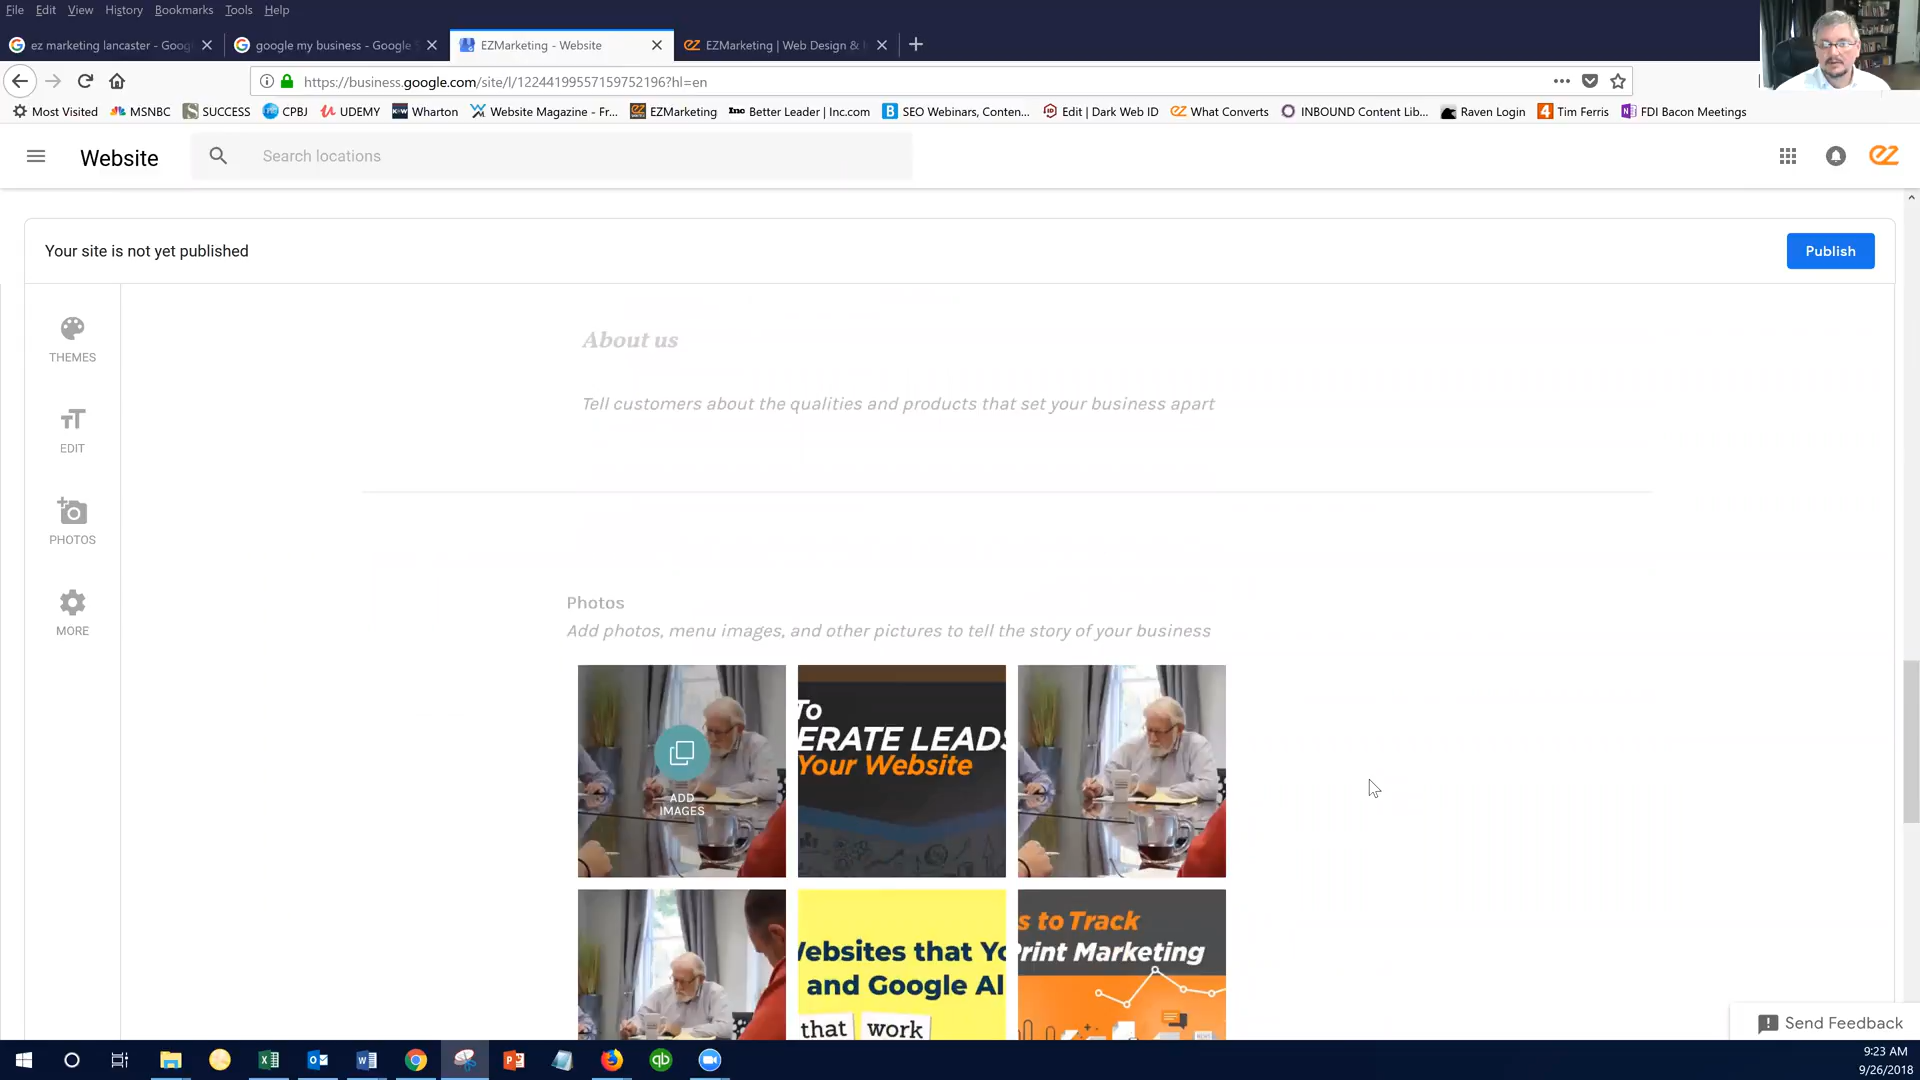 File Edit View History Bookmarks Tools Help
ez marketing lancaster - Goog
google my business - Google
EZMarketing - Website
EZMarketing | Web Design &
https://business.google.com/site/l/12244199557159752196?hl=en
Most Visited MSNBC SUCCESS CPBJ UDEMY Wharton Website Magazine - Fr... EZMarketing Inc Better Leader | Inc.com SEO Webinars, Conten... Edit | Dark Web ID What Converts INBOUND Content Lib... Raven Login Tim Ferris FDI Bacon Meetings
Website
Search locations
ez
Your site is not yet published
Publish
THEMES
EDIT
PHOTOS
MORE
About us
Tell customers about the qualities and products that set your business apart
Photos
Add photos, menu images, and other pictures to tell the story of your business
ADD
IMAGES
To
ERATE LEADS
Your Website
Websites that Yo
and Google Al
that work
s to Track
Print Marketing
Send Feedback
9:23 AM
9/26/2018